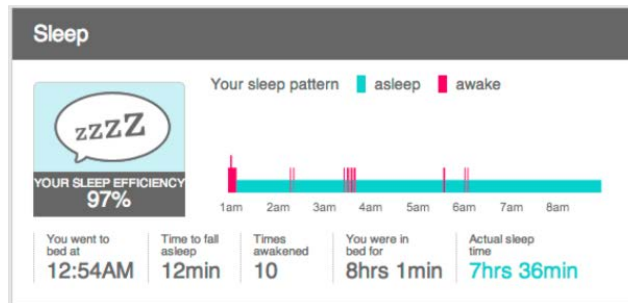 Sleep
Your sleep pattern asleep awake
zzzZ
YOUR SLEEP EFFICIENCY
97%
1am 2am 3am 4am 5am 6am 7am 8am
You went to
bed at
12:54AM
Time to fall
asleep
12min
Times
awakened
10
You were in
bed for
8hrs 1min
Actual sleep
time
7hrs 36min